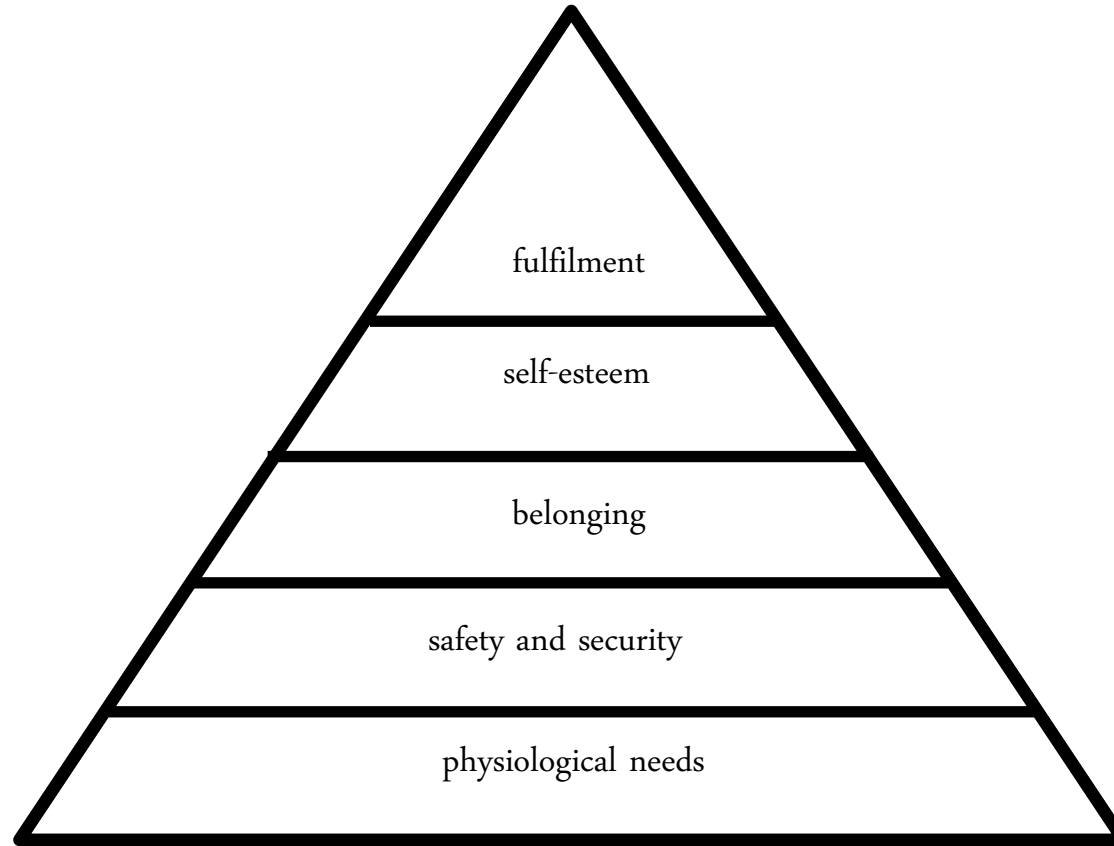 fulfilment
self-esteem
belonging
safety and security
physiological needs